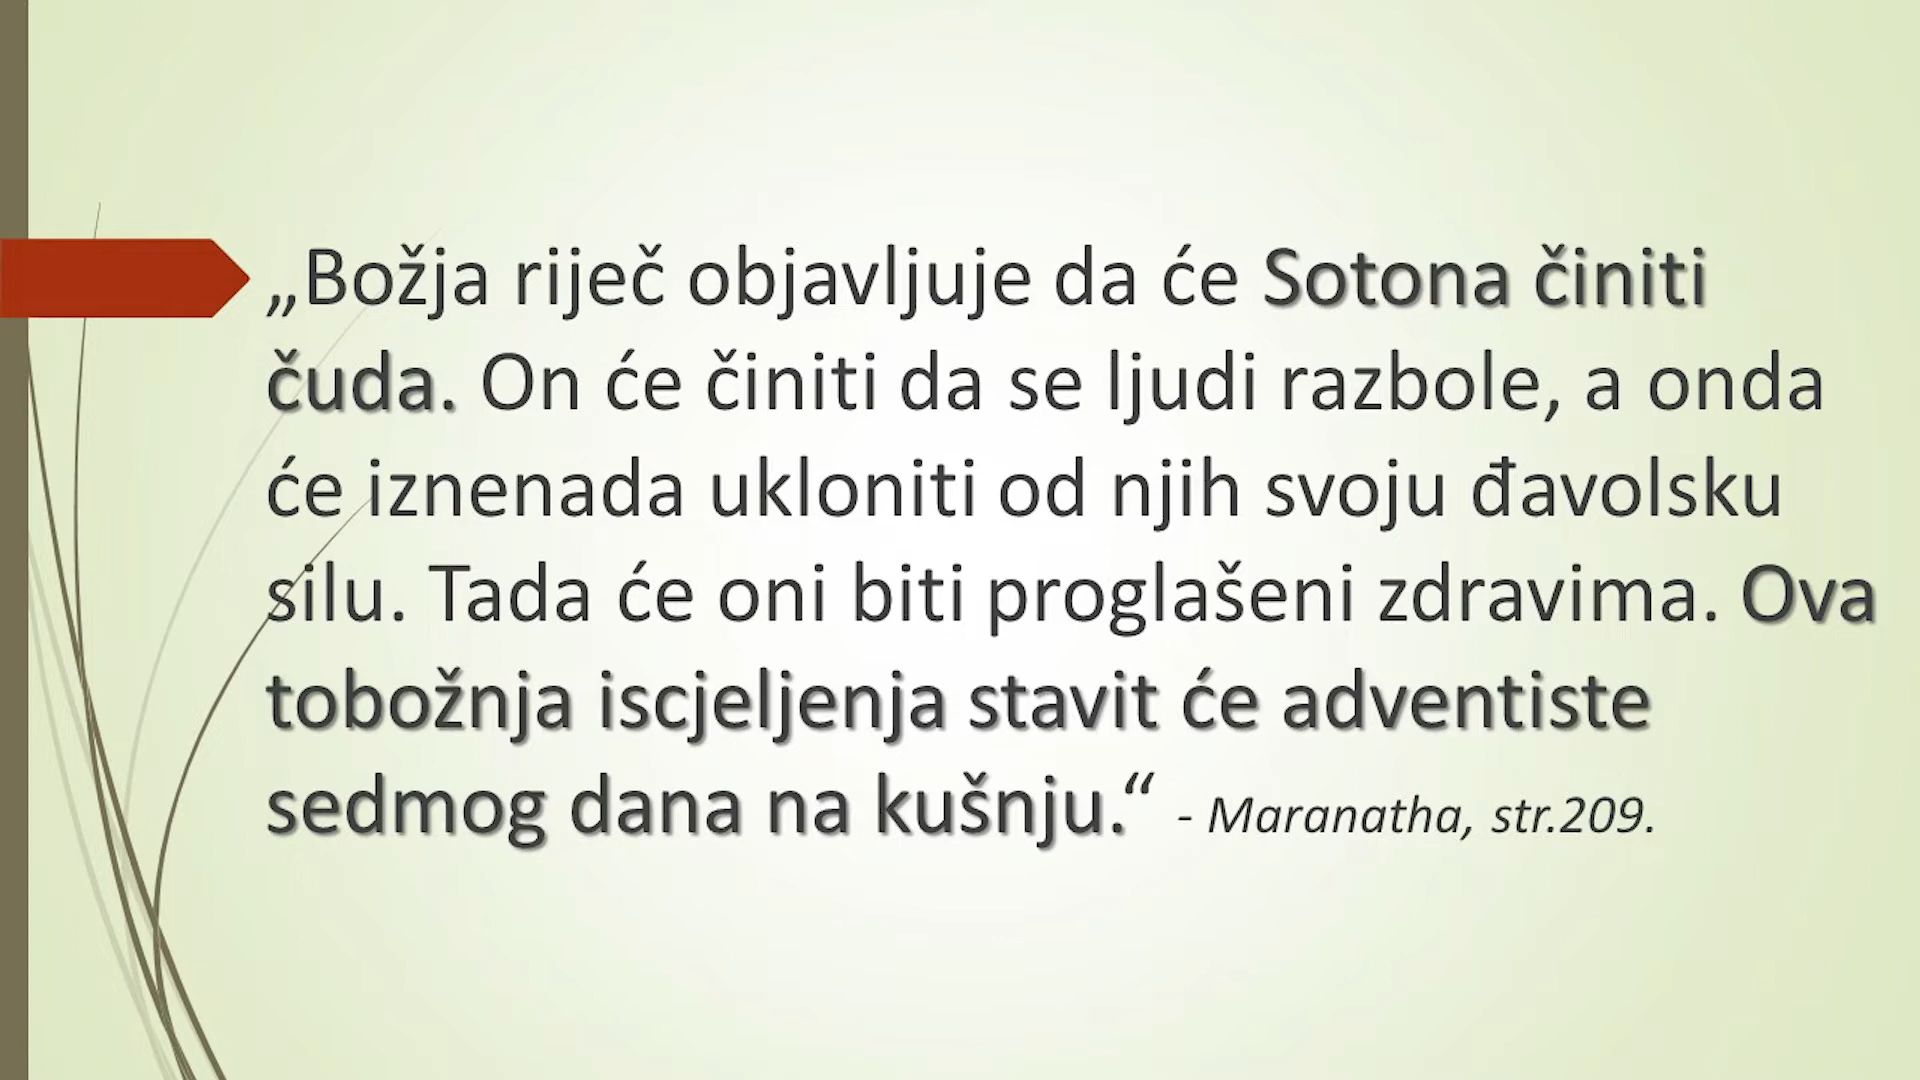 „Božja riječ objavljuje da će Sotona činiti
čuda. On će činiti da se ljudi razbole, a onda
će iznenada ukloniti od njih svoju đavolsku
silu. Tada će oni biti proglašeni zdravima. Ova
tobožnja iscjeljenja stavit će adventiste
sedmog dana na kušnju.“ - Maranatha, str.209.